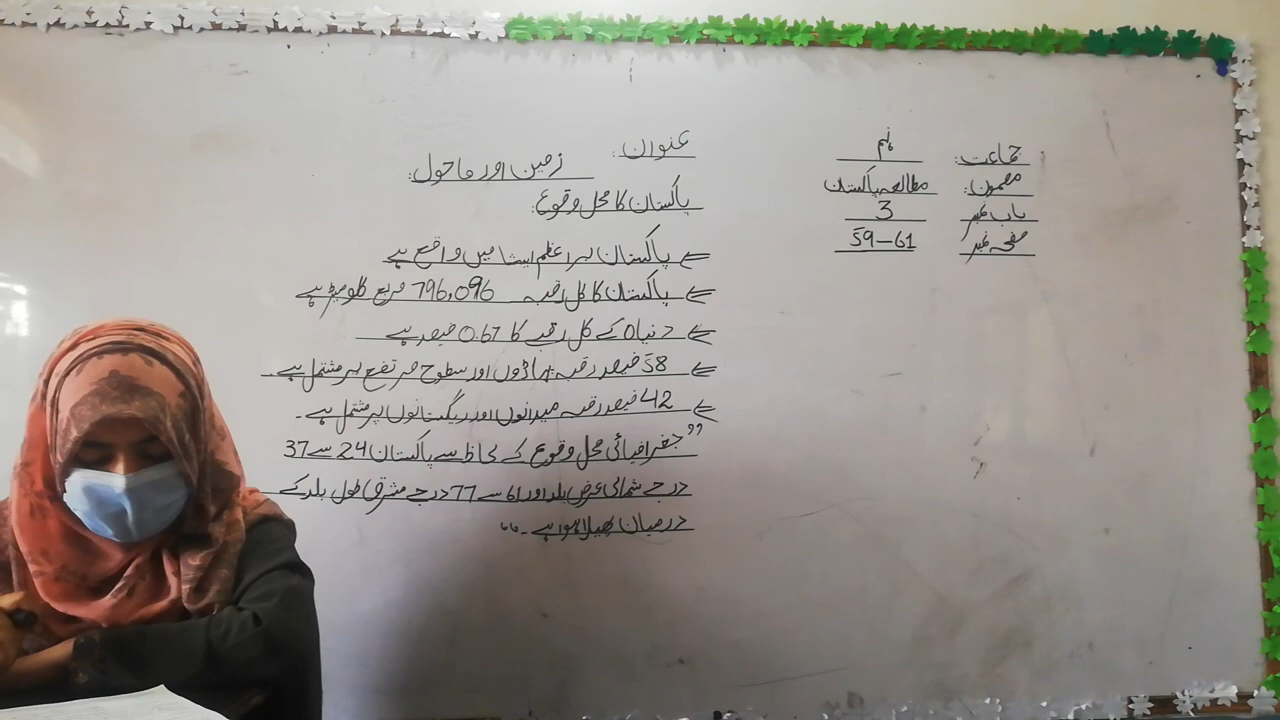 جماعت: نہم
مضمون: مطالعہ پاکستان
باب نمبر 3
صفحہ نمبر 59-61
عنوان: زمین اور ماحول:
پاکستان کا محل وقوع:
پاکستان براعظم ایشیا میں واقع ہے
پاکستان کا کل رقبہ 796,096 مربع کلومیٹر ہے
دنیا کے کل رقبے کا 0.67 فیصد ہے
58 فیصد رقبہ پہاڑوں اور سطوح مرتفع پر مشتمل ہے۔
42 فیصد رقبہ میدانوں اور ریگستانوں پر مشتمل ہے۔
"جغرافیائی محل وقوع کے لحاظ سے پاکستان 24 سے 37
درجے شمالی عرض بلد اور 61 سے 77 درجے مشرقی طول بلد کے
درمیان پھیلا ہوا ہے۔"